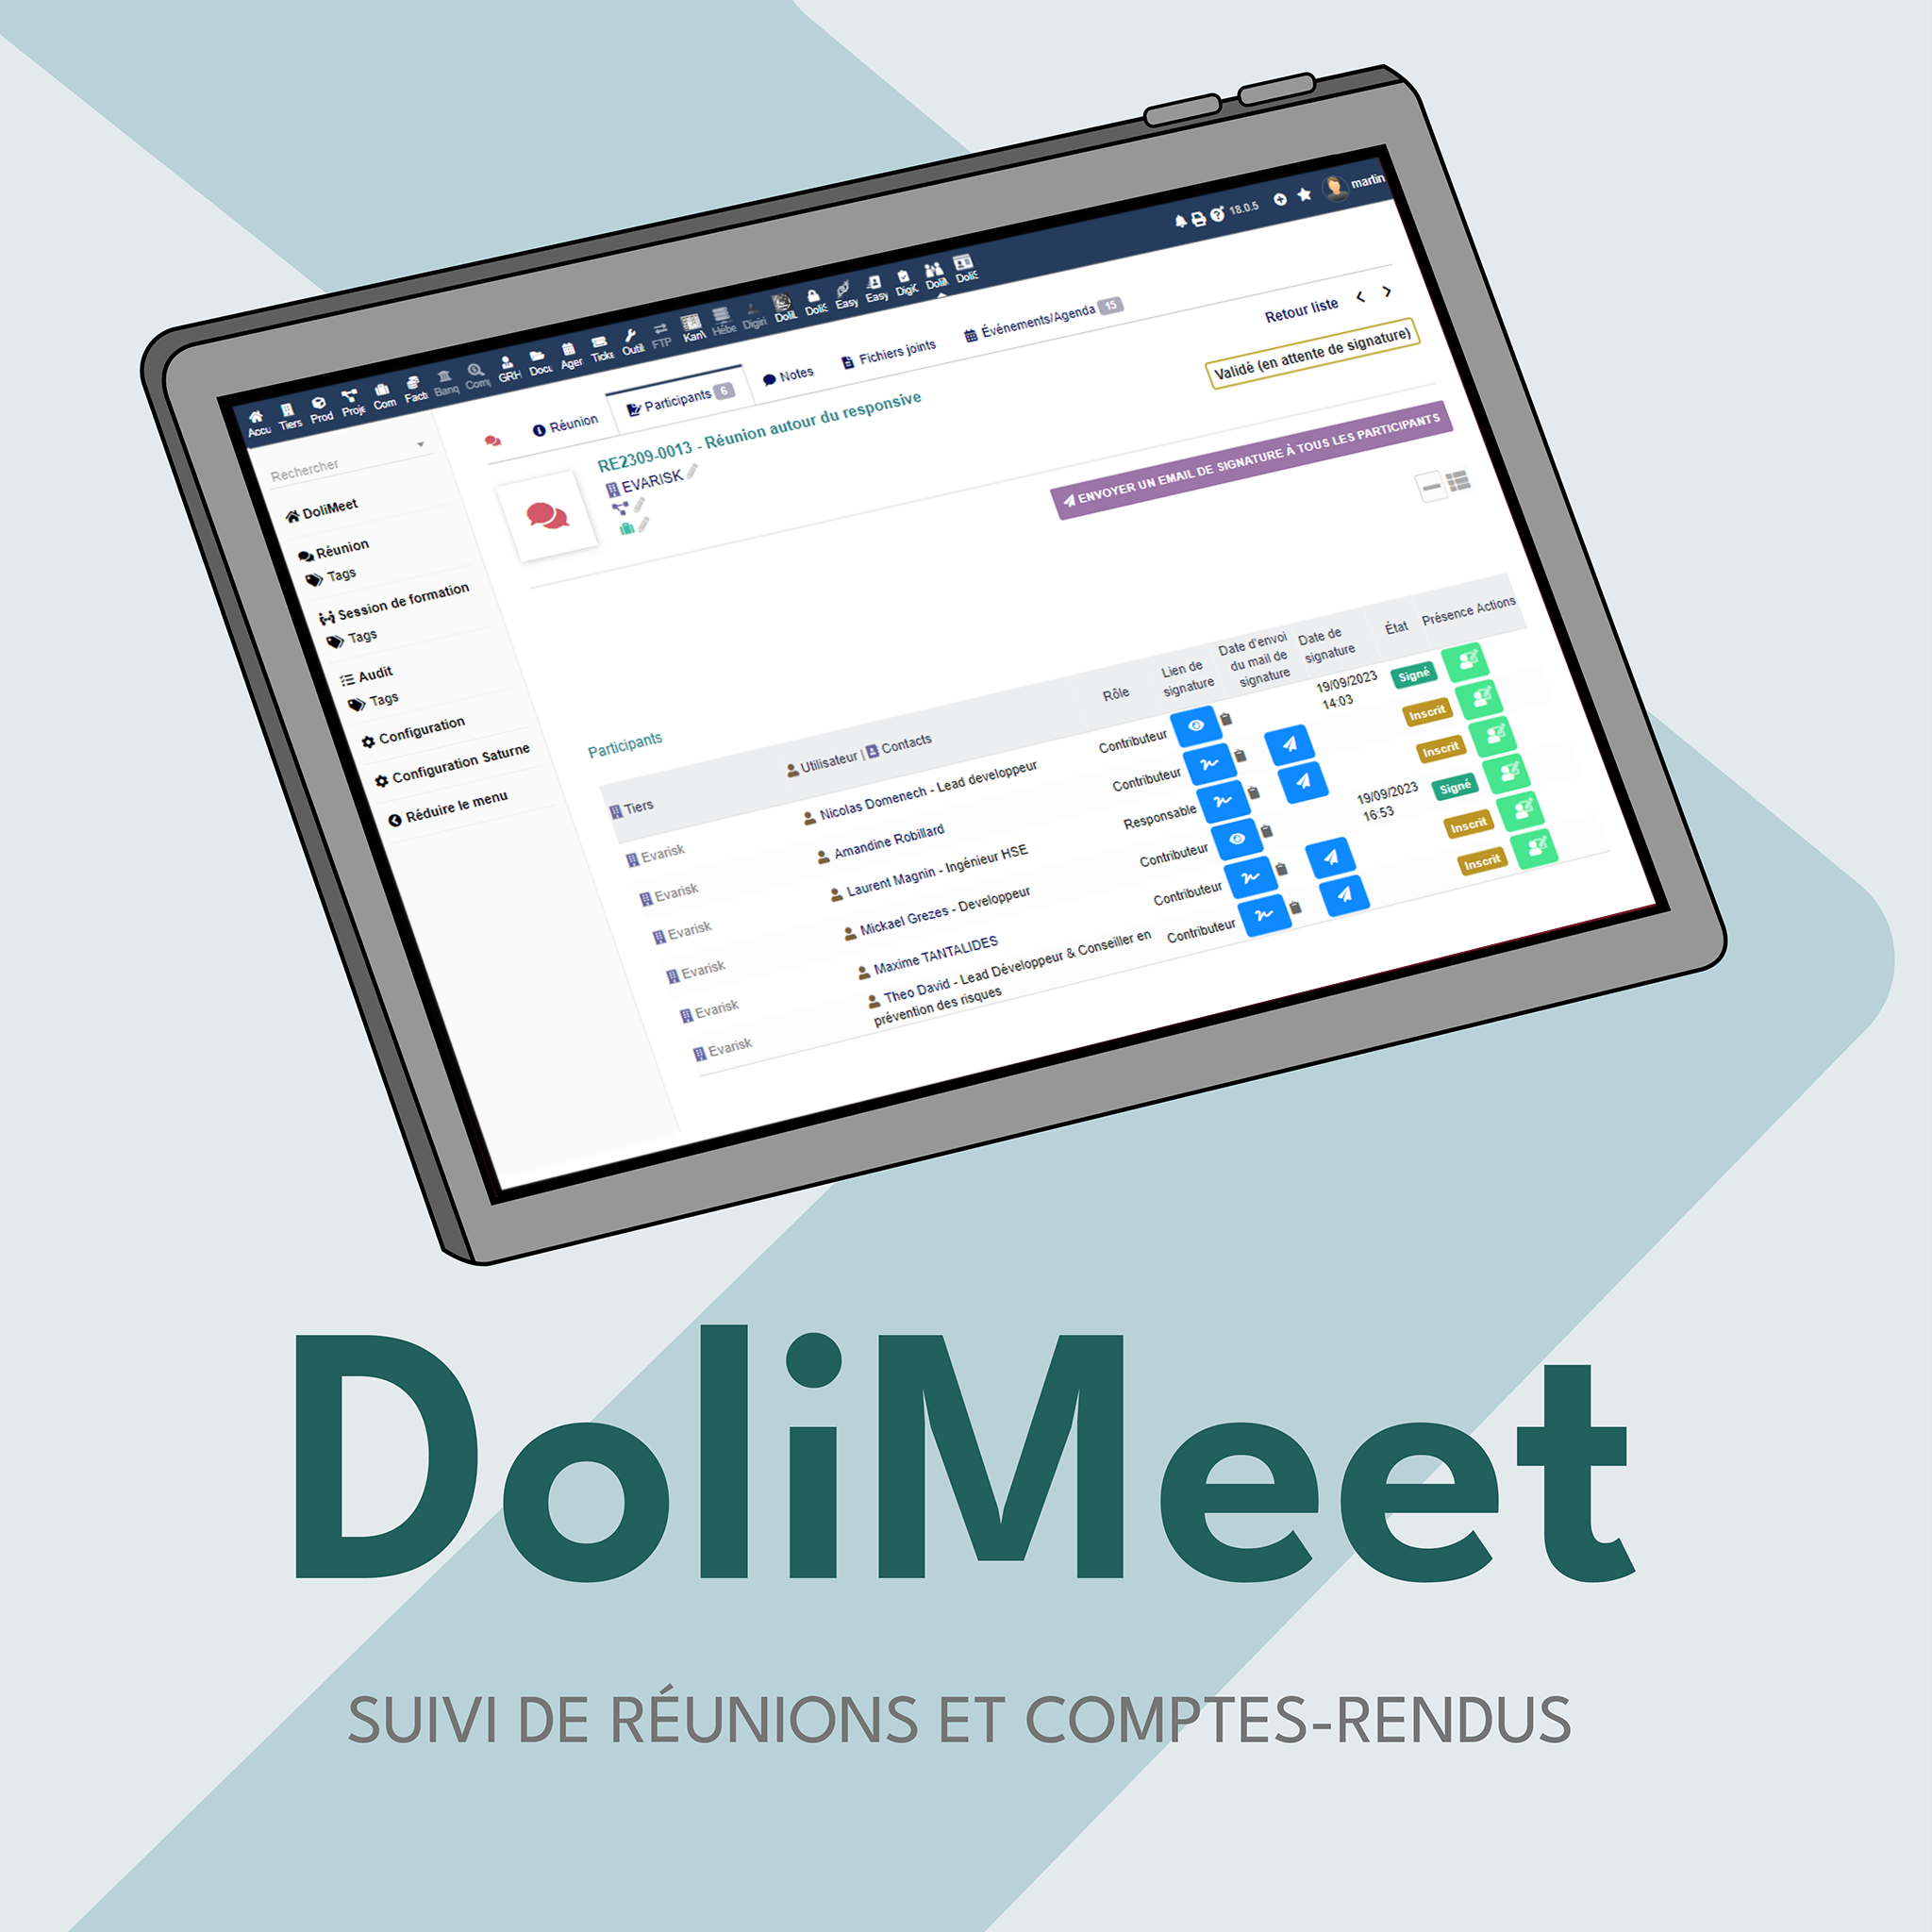 martin
18.0.5
Accu Tiers Prod Proje Com Factu Banq Comp GRH Docu Agen Ticke Outil FTP KanV Hébe Digiri DoliL DoliS Easy Easy Digi DoliM DoliS
Rechercher
DoliMeet
Réunion
Tags
Session de formation
Tags
Audit
Tags
Configuration
Configuration Saturne
Réduire le menu
Réunion Participants 6 Notes Fichiers joints Événements/Agenda 15
RE2309-0013 - Réunion autour du responsive
EVARISK
Retour liste
Validé (en attente de signature)
ENVOYER UN EMAIL DE SIGNATURE À TOUS LES PARTICIPANTS
Participants
Tiers Utilisateur | Contacts Rôle Lien de signature Date d'envoi du mail de signature Date de signature État Présence Actions
Evarisk Nicolas Domenech - Lead developpeur Contributeur 19/09/2023 14:03 Signé
Evarisk Amandine Robillard Contributeur Inscrit
Evarisk Laurent Magnin - Ingénieur HSE Responsable Inscrit
Evarisk Mickael Grezes - Developpeur Contributeur 19/09/2023 16:53 Signé
Evarisk Maxime TANTALIDES Contributeur Inscrit
Evarisk Theo David - Lead Développeur & Conseiller en prévention des risques Contributeur Inscrit
DoliMeet
SUIVI DE RÉUNIONS ET COMPTES-RENDUS